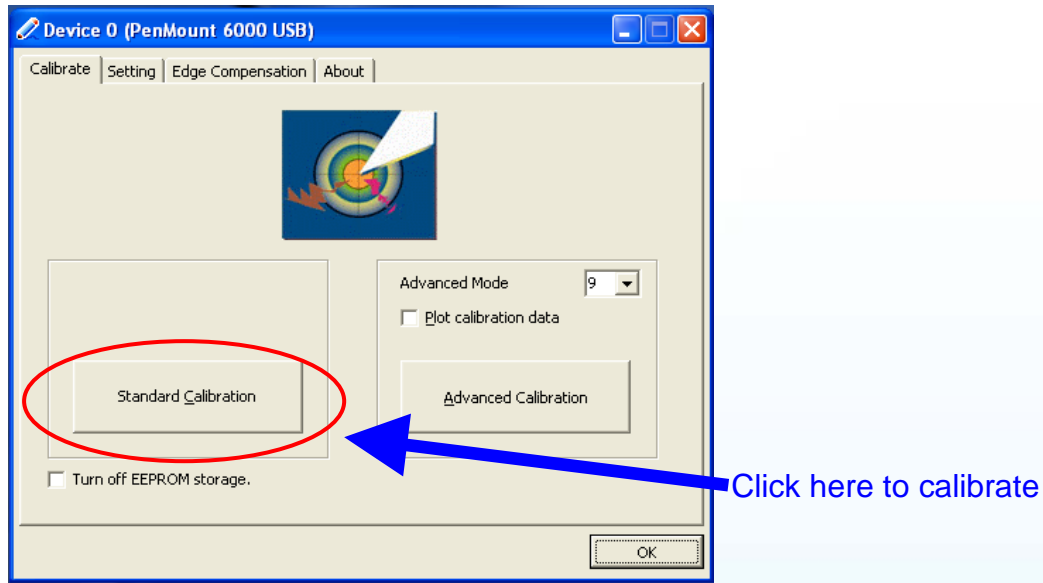 Device 0 (PenMount 6000 USB)
Calibrate Setting Edge Compensation About
Advanced Mode 9
Plot calibration data
Standard Calibration
Advanced Calibration
Turn off EEPROM storage.
Click here to calibrate
OK